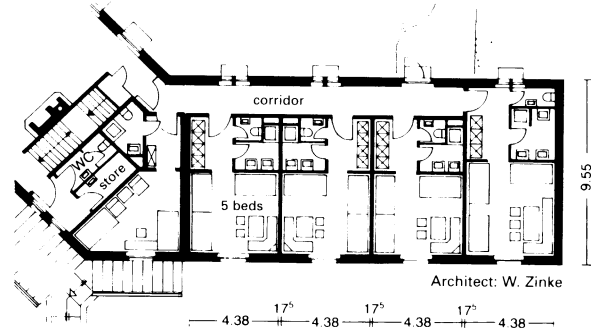 corridor
WC
store
5 beds
9.55
Architect: W. Zinke
17⁵ 17⁵ 17⁵
4.38 4.38 4.38 4.38